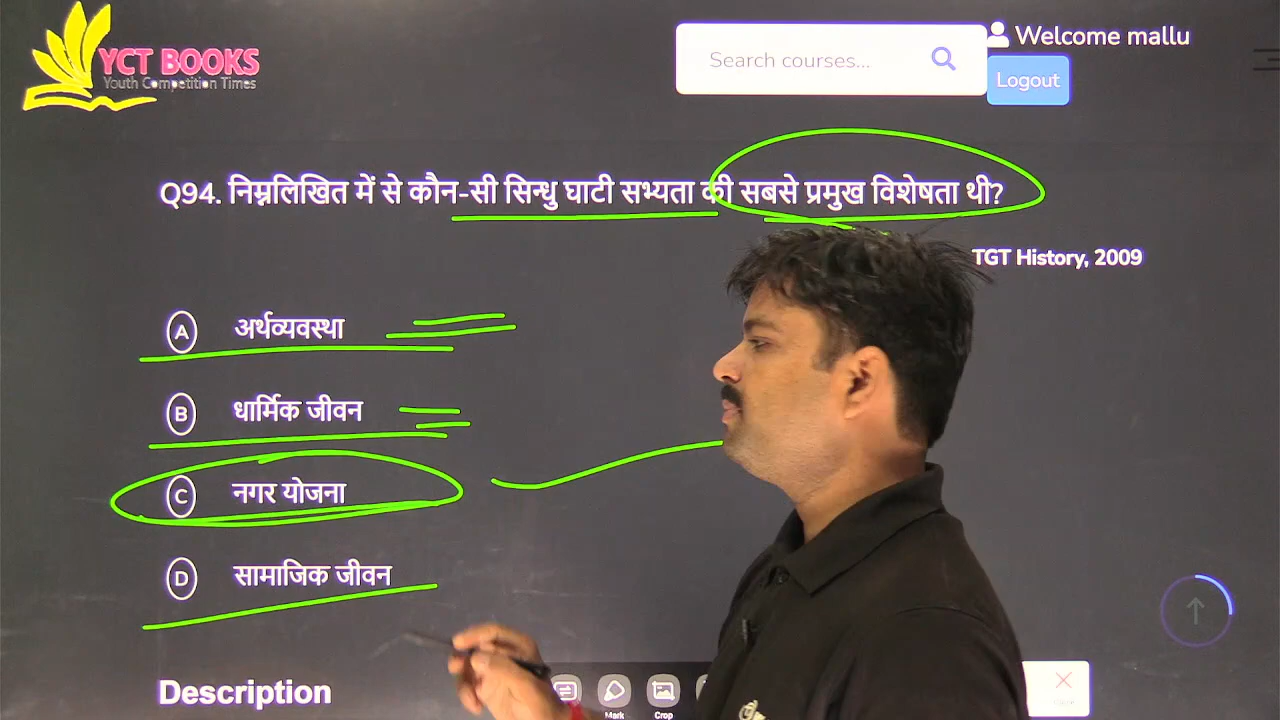 YCT BOOKS
Youth Competition Times
Search courses...
Welcome mallu
Logout
Q94. निम्नलिखित में से कौन-सी सिन्धु घाटी सभ्यता की सबसे प्रमुख विशेषता थी?
TGT History, 2009
A अर्थव्यवस्था
B धार्मिक जीवन
C नगर योजना
D सामाजिक जीवन
Description
Mark
Crop